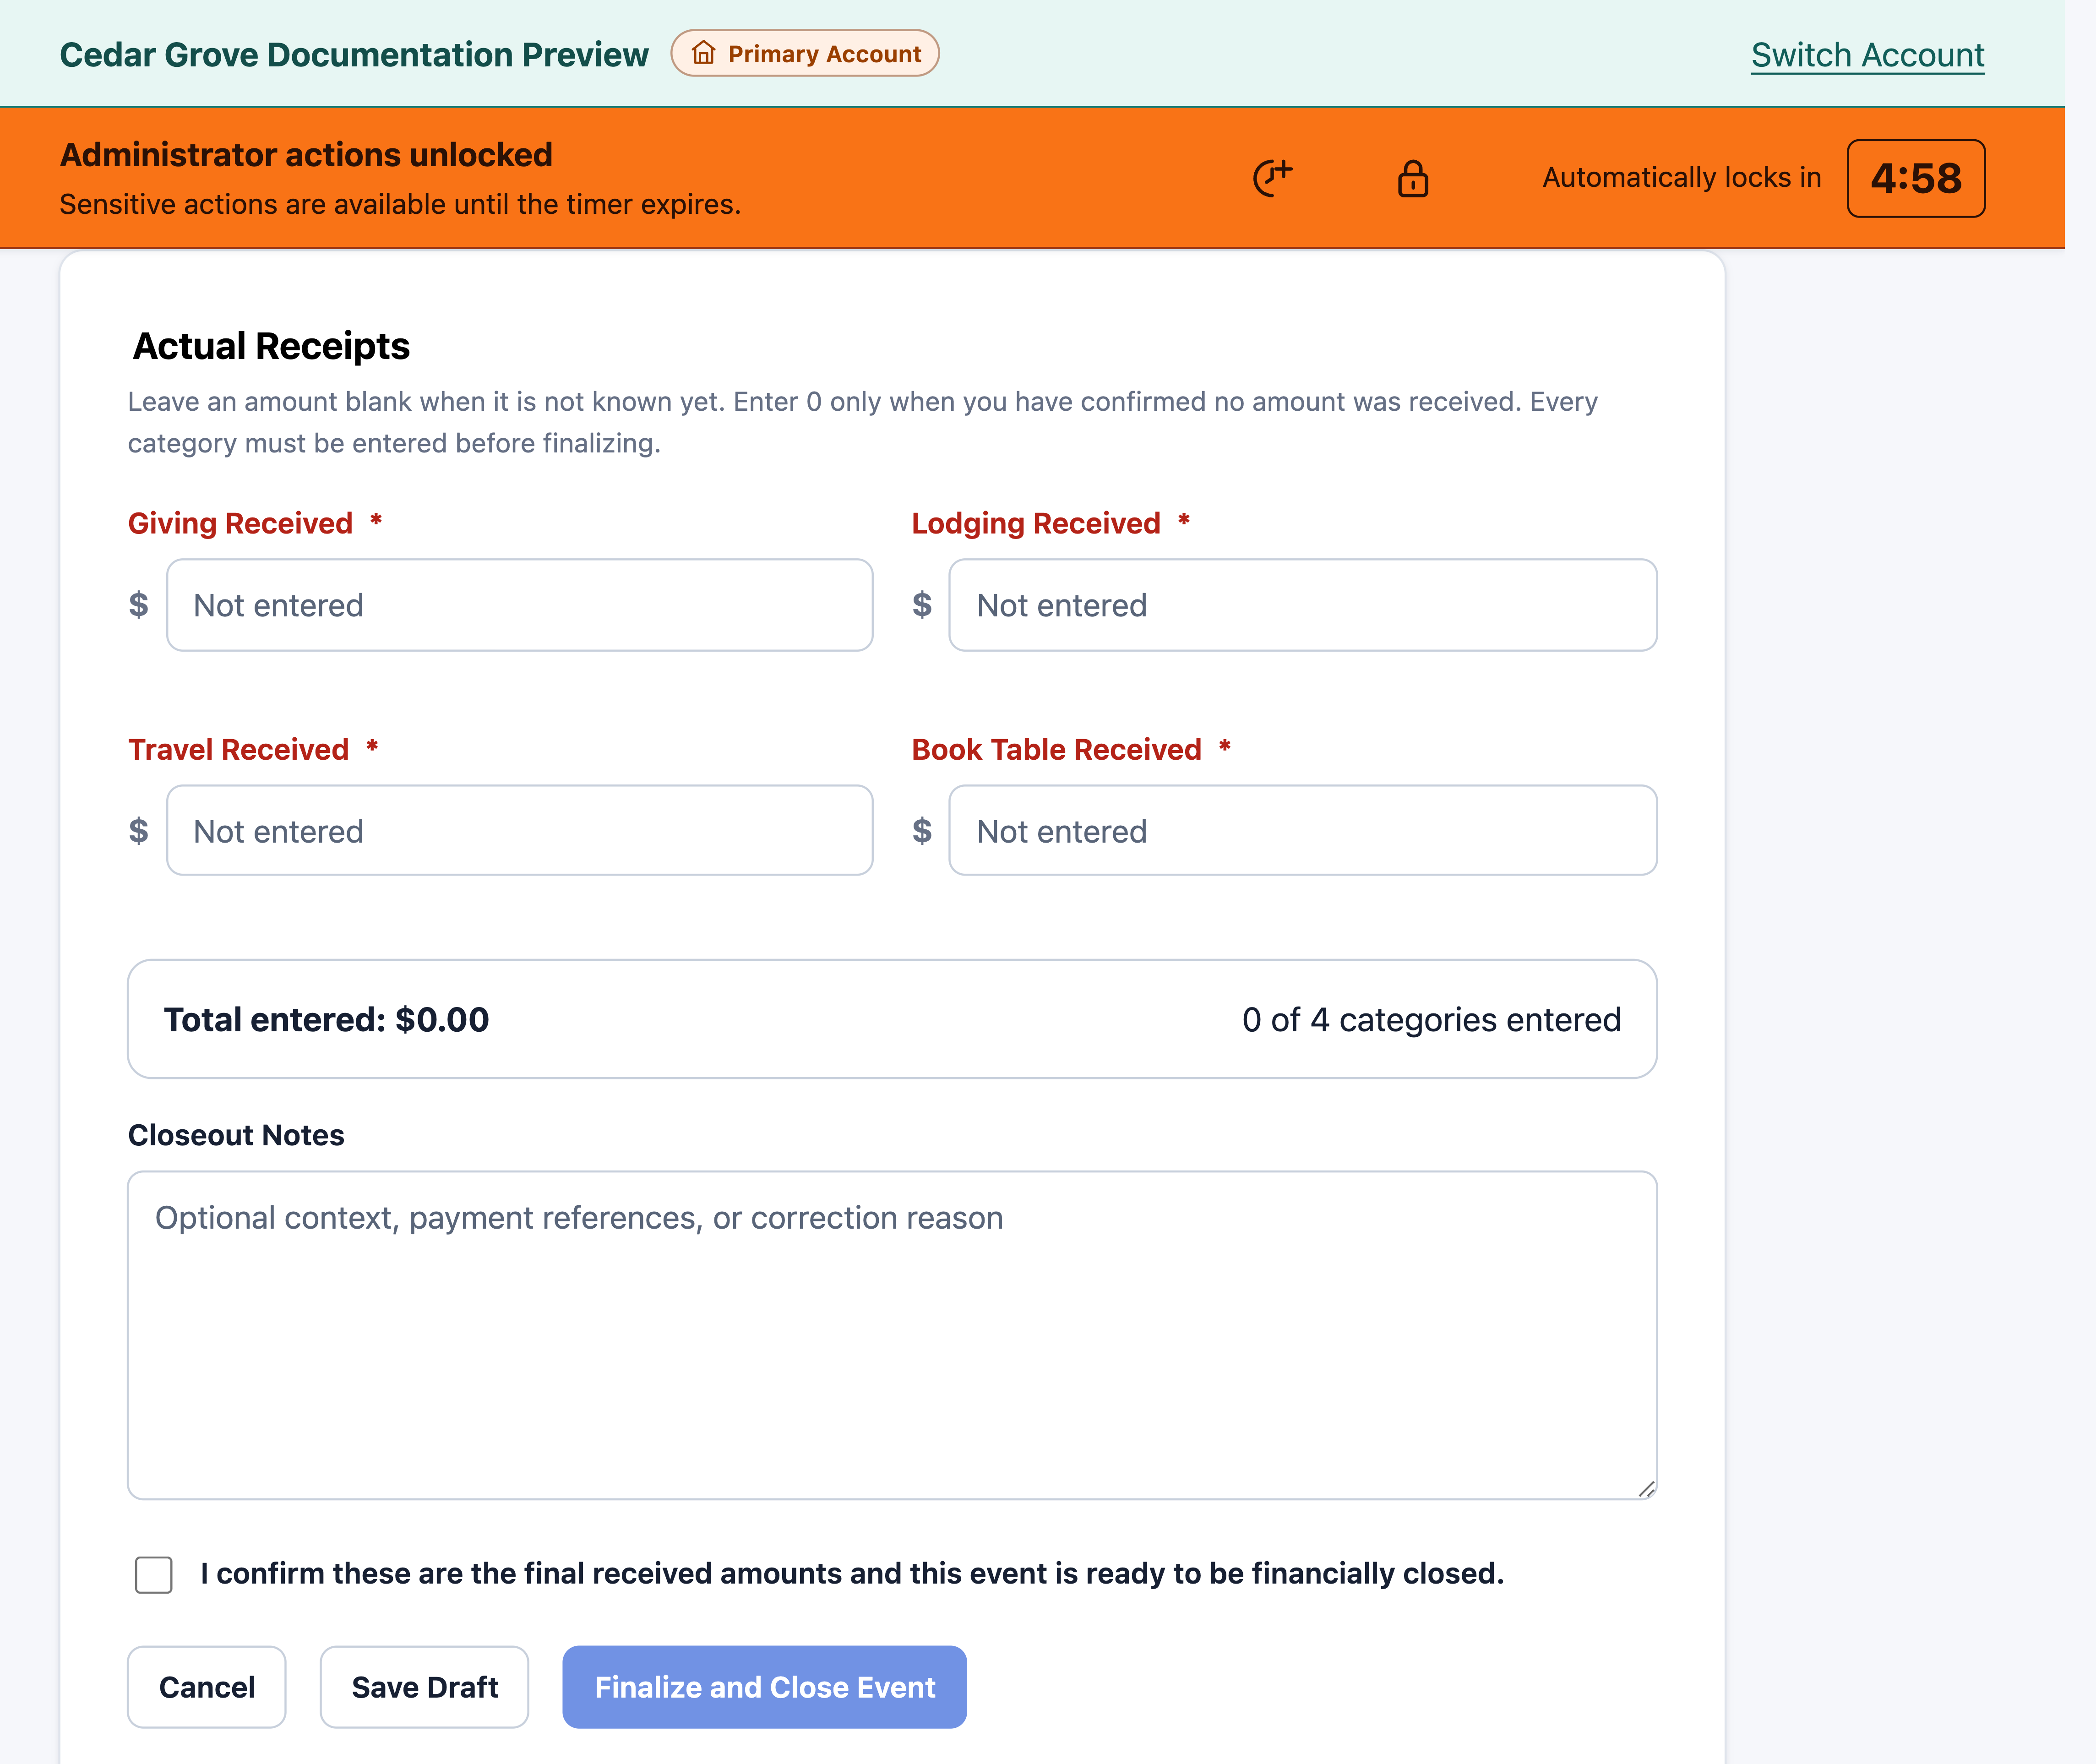 Cedar Grove Documentation Preview
Primary Account
Switch Account
Administrator actions unlocked
Sensitive actions are available until the timer expires.
Automatically locks in
4:58
Actual Receipts
Leave an amount blank when it is not known yet. Enter 0 only when you have confirmed no amount was received. Every
category must be entered before finalizing.
Giving Received *
Lodging Received *
$ Not entered
$ Not entered
Travel Received *
Book Table Received *
$ Not entered
$ Not entered
Total entered: $0.00
0 of 4 categories entered
Closeout Notes
Optional context, payment references, or correction reason
I confirm these are the final received amounts and this event is ready to be financially closed.
Cancel
Save Draft
Finalize and Close Event